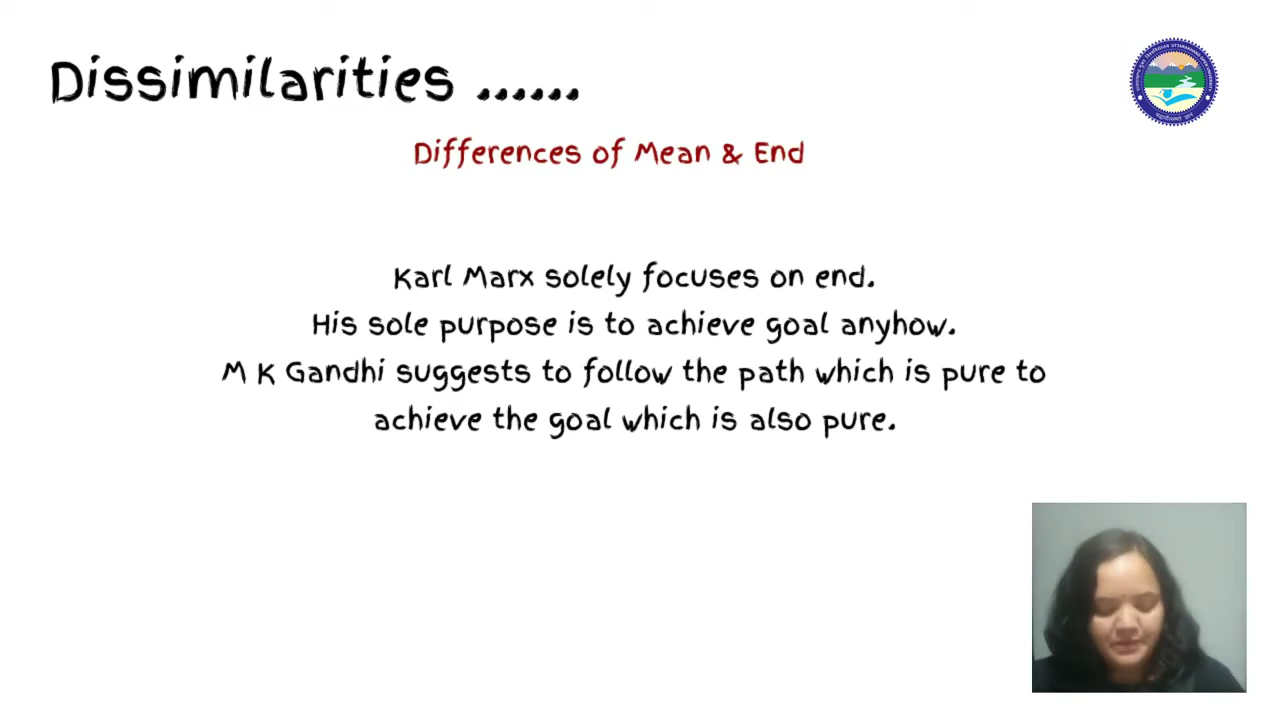 Dissimilarities ......
Differences of Mean & End
Karl Marx solely focuses on end.
His sole purpose is to achieve goal anyhow.
M K Gandhi suggests to follow the path which is pure to
achieve the goal which is also pure.